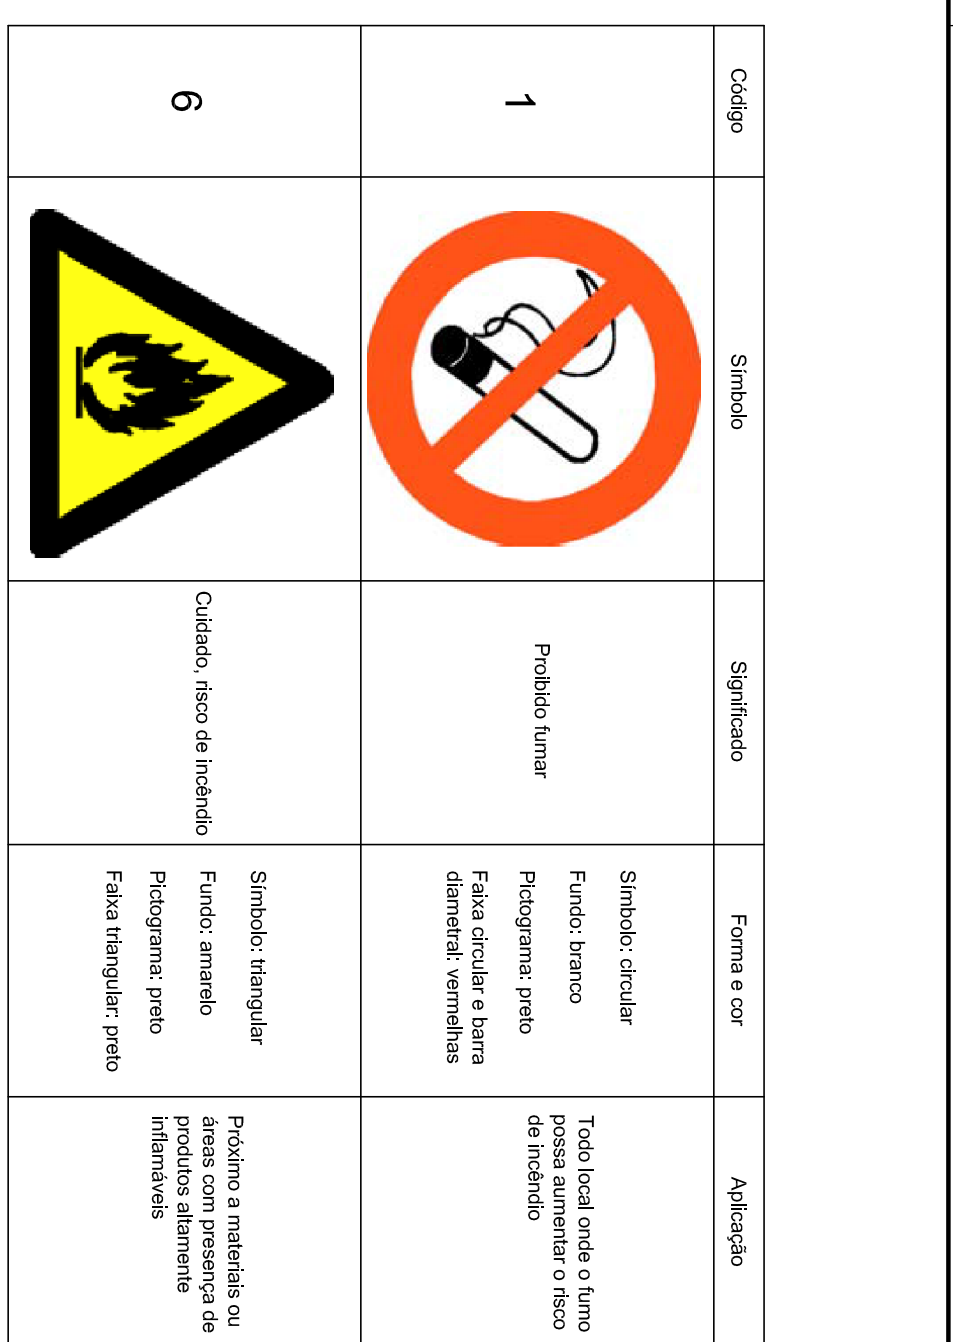 Código
Símbolo
Significado
Forma e cor
Aplicação
1
Proibido fumar
Símbolo: circular
Fundo: branco
Pictograma: preto
Faixa circular e barra
diametral: vermelhas
Todo local onde o fumo
possa aumentar o risco
de incêndio
6
Cuidado, risco de incêndio
Símbolo: triangular
Fundo: amarelo
Pictograma: preto
Faixa triangular: preto
Próximo a materiais ou
áreas com presença de
produtos altamente
inflamáveis